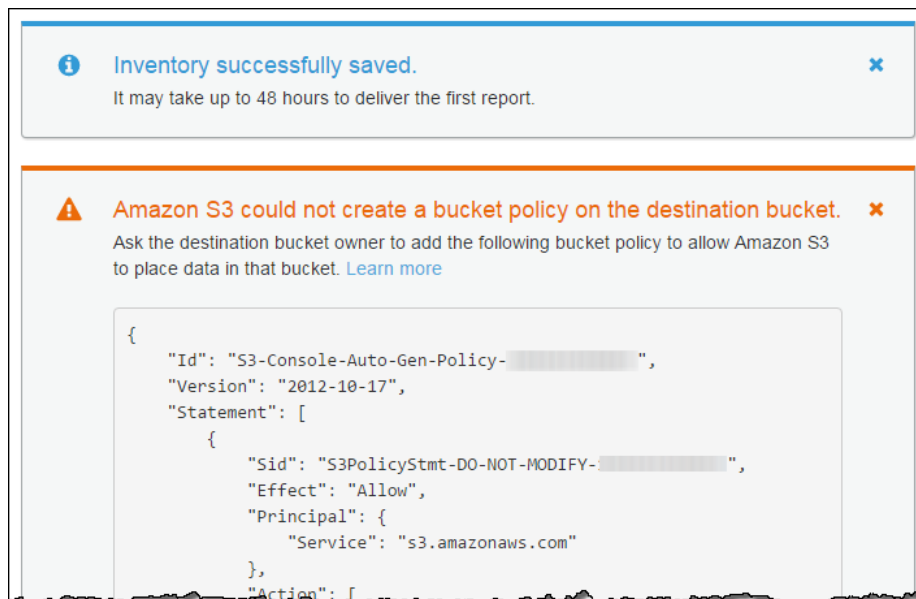 Inventory successfully saved.
It may take up to 48 hours to deliver the first report.
Amazon S3 could not create a bucket policy on the destination bucket.
Ask the destination bucket owner to add the following bucket policy to allow Amazon S3
to place data in that bucket. Learn more
{
    "Id": "S3-Console-Auto-Gen-Policy- ",
    "Version": "2012-10-17",
    "Statement": [
        {
            "Sid": "S3PolicyStmt-DO-NOT-MODIFY- ",
            "Effect": "Allow",
            "Principal": {
                "Service": "s3.amazonaws.com"
            },
            "Action": [